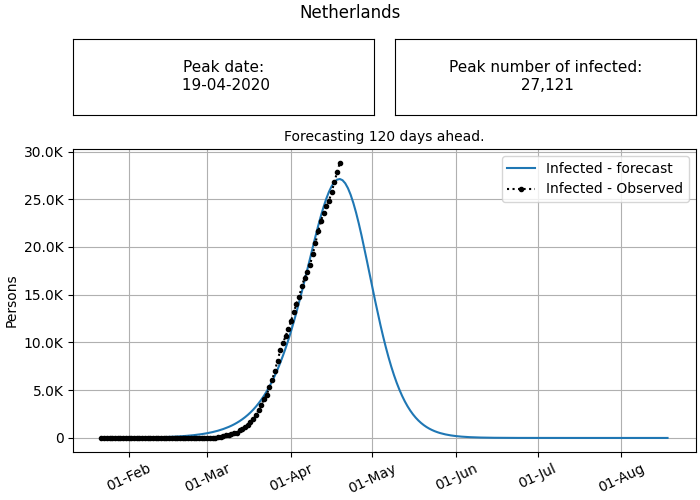 Netherlands
Peak date:
19-04-2020
Peak number of infected:
27,121
Forecasting 120 days ahead.
30.0K
25.0K
20.0K
15.0K
10.0K
5.0K
0
Persons
Infected - forecast
Infected - Observed
01-Feb
01-Mar
01-Apr
01-May
01-Jun
01-Jul
01-Aug